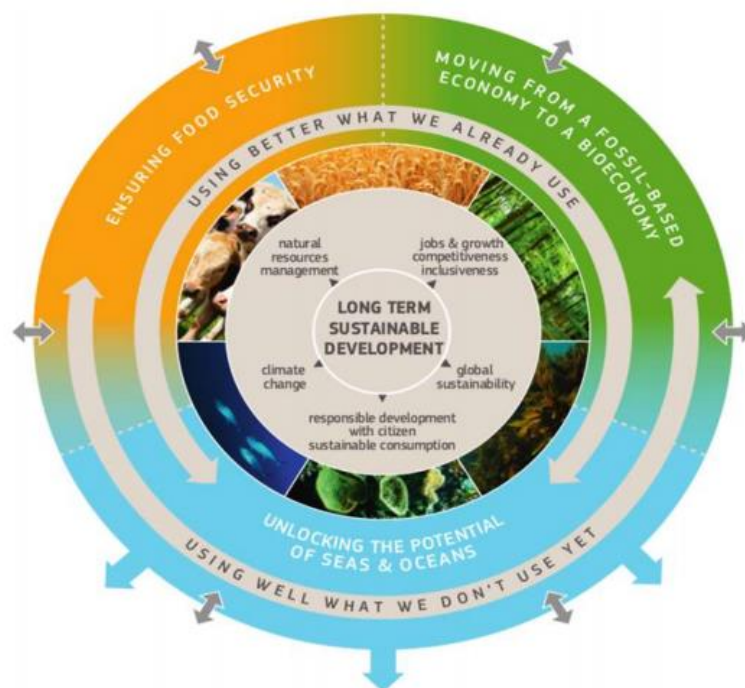 ENSURING FOOD SECURITY
MOVING FROM A FOSSIL-BASED
ECONOMY TO A BIOECONOMY
USING BETTER WHAT WE ALREADY USE
natural
resources
management
jobs & growth
competitiveness
inclusiveness
LONG TERM
SUSTAINABLE
DEVELOPMENT
climate
change
global
sustainability
responsible development
with citizen
sustainable consumption
UNLOCKING THE POTENTIAL
OF SEAS & OCEANS
USING WELL WHAT WE DON'T USE YET